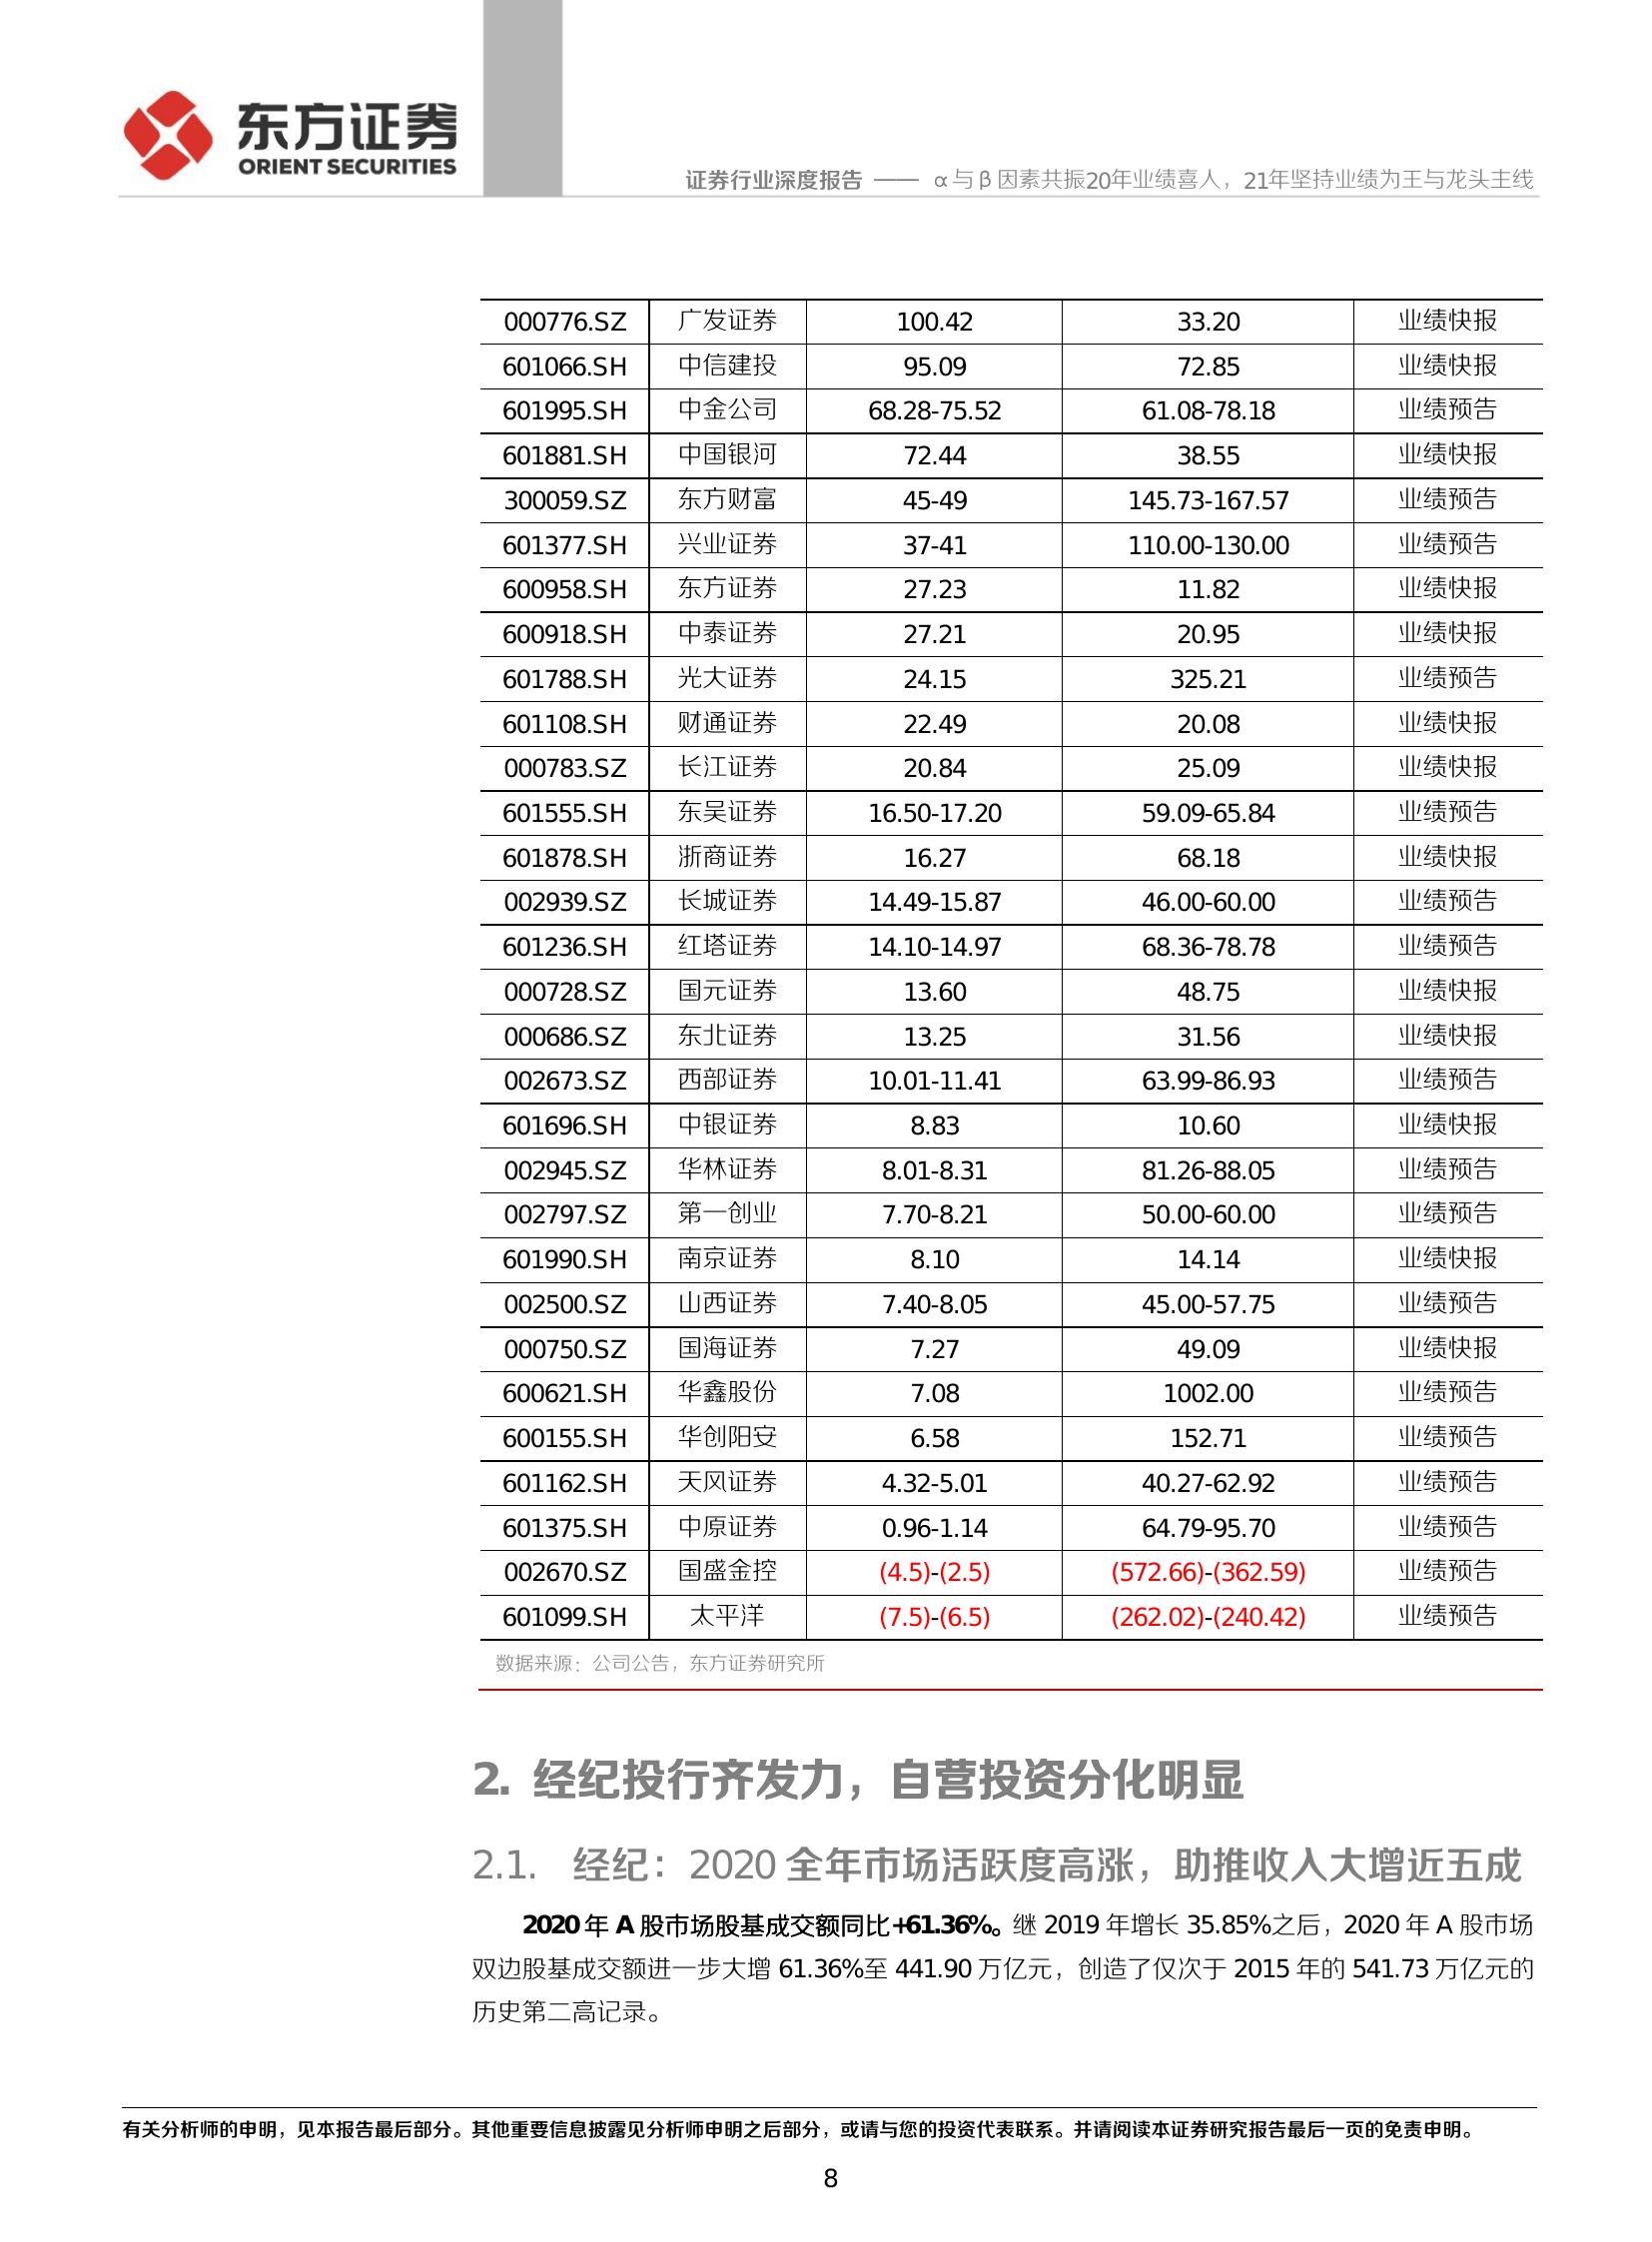 东方证券
ORIENT SECURITIES
证券行业深度报告 —— α与β因素共振20年业绩喜人，21年坚持业绩为王与龙头主线
000776.SZ 广发证券 100.42 33.20 业绩快报
601066.SH 中信建投 95.09 72.85 业绩快报
601995.SH 中金公司 68.28-75.52 61.08-78.18 业绩预告
601881.SH 中国银河 72.44 38.55 业绩快报
300059.SZ 东方财富 45-49 145.73-167.57 业绩预告
601377.SH 兴业证券 37-41 110.00-130.00 业绩预告
600958.SH 东方证券 27.23 11.82 业绩快报
600918.SH 中泰证券 27.21 20.95 业绩快报
601788.SH 光大证券 24.15 325.21 业绩预告
601108.SH 财通证券 22.49 20.08 业绩快报
000783.SZ 长江证券 20.84 25.09 业绩快报
601555.SH 东吴证券 16.50-17.20 59.09-65.84 业绩预告
601878.SH 浙商证券 16.27 68.18 业绩快报
002939.SZ 长城证券 14.49-15.87 46.00-60.00 业绩预告
601236.SH 红塔证券 14.10-14.97 68.36-78.78 业绩预告
000728.SZ 国元证券 13.60 48.75 业绩快报
000686.SZ 东北证券 13.25 31.56 业绩快报
002673.SZ 西部证券 10.01-11.41 63.99-86.93 业绩预告
601696.SH 中银证券 8.83 10.60 业绩快报
002945.SZ 华林证券 8.01-8.31 81.26-88.05 业绩预告
002797.SZ 第一创业 7.70-8.21 50.00-60.00 业绩预告
601990.SH 南京证券 8.10 14.14 业绩快报
002500.SZ 山西证券 7.40-8.05 45.00-57.75 业绩预告
000750.SZ 国海证券 7.27 49.09 业绩快报
600621.SH 华鑫股份 7.08 1002.00 业绩预告
600155.SH 华创阳安 6.58 152.71 业绩预告
601162.SH 天风证券 4.32-5.01 40.27-62.92 业绩预告
601375.SH 中原证券 0.96-1.14 64.79-95.70 业绩预告
002670.SZ 国盛金控 (4.5)-(2.5) (572.66)-(362.59) 业绩预告
601099.SH 太平洋 (7.5)-(6.5) (262.02)-(240.42) 业绩预告
数据来源：公司公告，东方证券研究所
2. 经纪投行齐发力，自营投资分化明显
2.1. 经纪：2020 全年市场活跃度高涨，助推收入大增近五成
2020 年 A 股市场股基成交额同比+61.36%。继 2019 年增长 35.85%之后，2020 年 A 股市场
双边股基成交额进一步大增 61.36%至 441.90 万亿元，创造了仅次于 2015 年的 541.73 万亿元的
历史第二高记录。
有关分析师的申明，见本报告最后部分。其他重要信息披露见分析师申明之后部分，或请与您的投资代表联系。并请阅读本证券研究报告最后一页的免责申明。
8